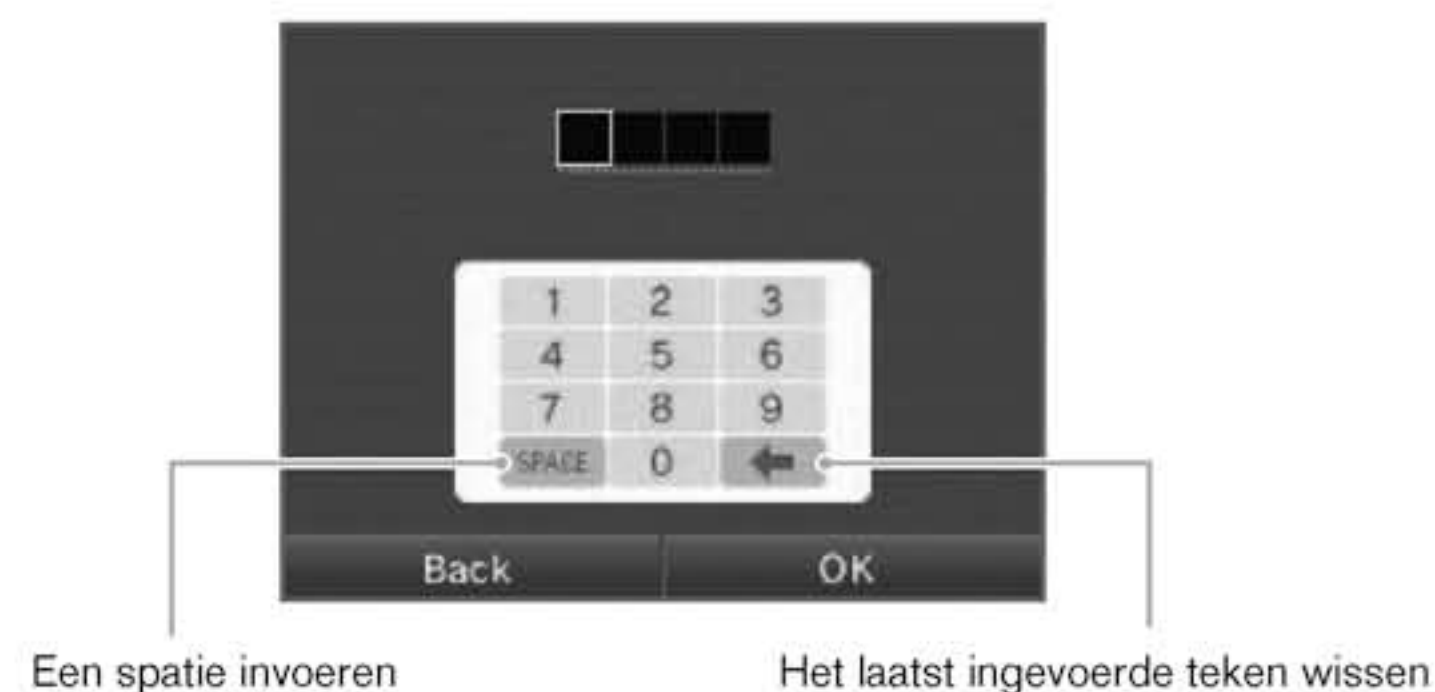 1 2 3
4 5 6
7 8 9
SPACE 0
Back OK
Een spatie invoeren Het laatst ingevoerde teken wissen